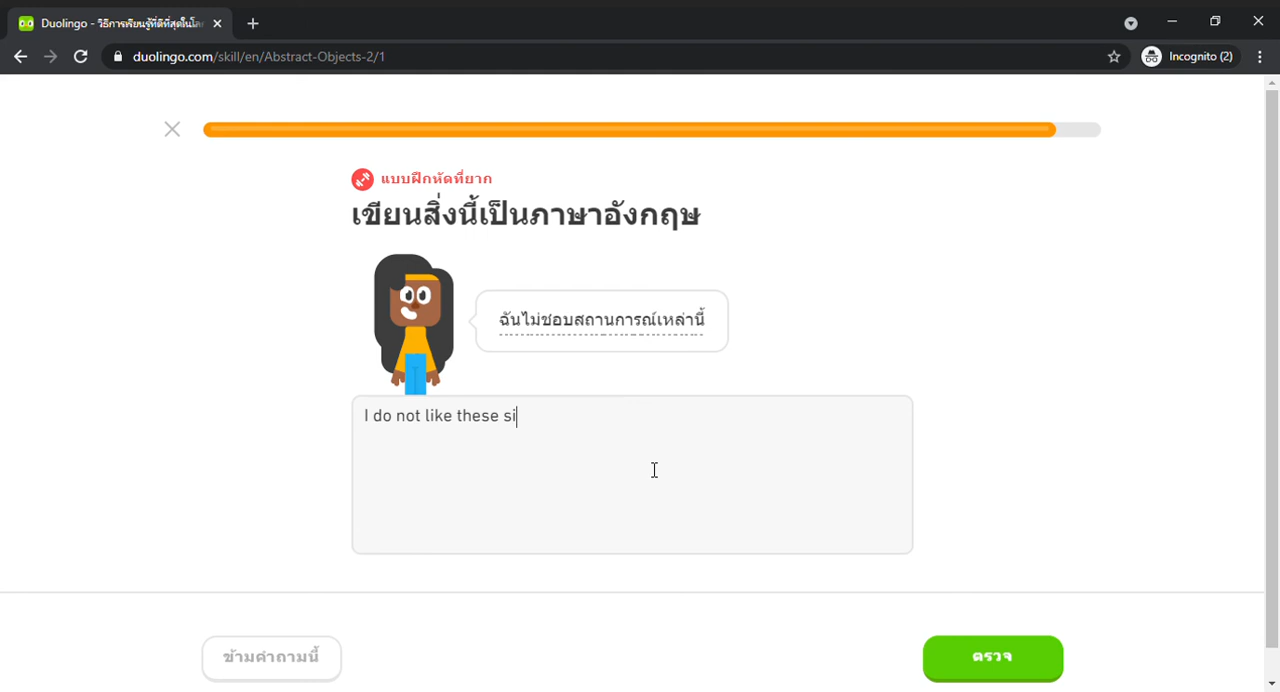 Duolingo - วิธีการเรียนรู้ที่ดีที่สุดในโล
duolingo.com/skill/en/Abstract-Objects-2/1
Incognito (2)
แบบฝึกหัดที่ยาก
เขียนสิ่งนี้เป็นภาษาอังกฤษ
ฉันไม่ชอบสถานการณ์เหล่านี้
I do not like these si
ข้ามคำถามนี้
ตรวจ